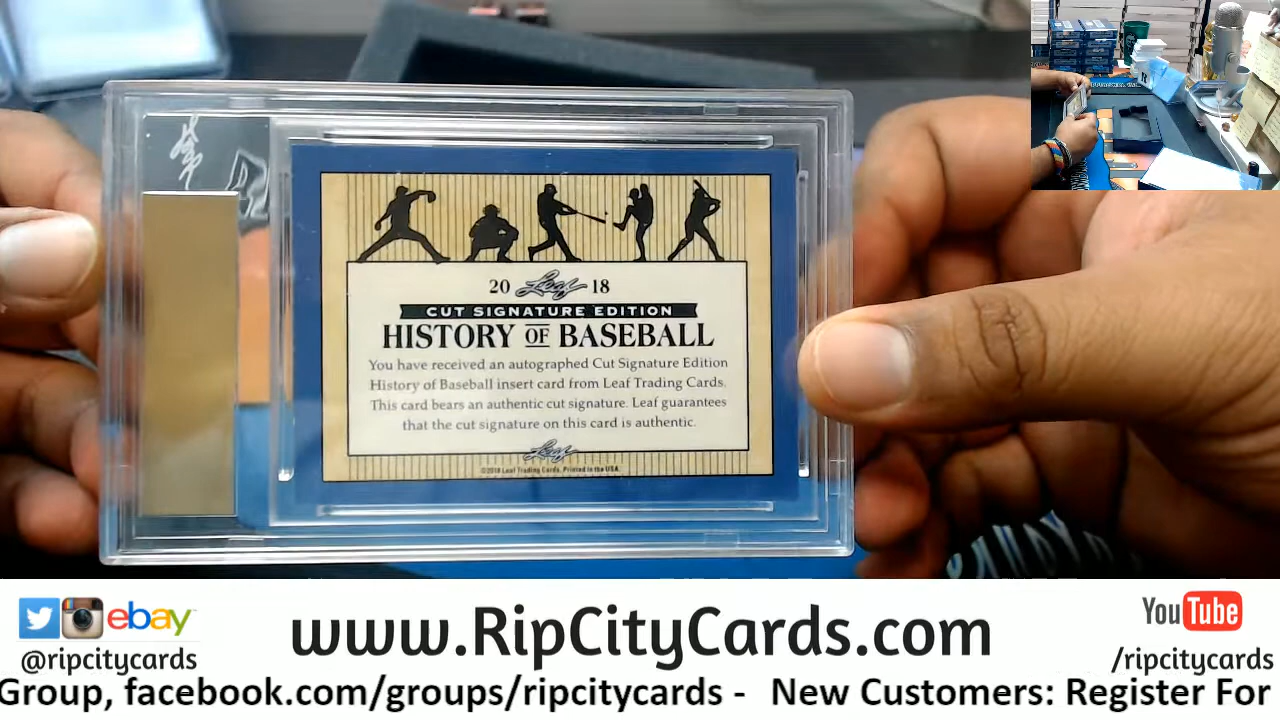 20 Leaf 18
CUT SIGNATURE EDITION
HISTORY OF BASEBALL
You have received an autographed Cut Signature Edition
History of Baseball insert card from Leaf Trading Cards.
This card bears an authentic cut signature. Leaf guarantees
that the cut signature on this card is authentic.
Leaf
©2018 Leaf Trading Cards, Printed in the USA.
ebay
@ripcitycards
www.RipCityCards.com
YouTube
/ripcitycards
Group, facebook.com/groups/ripcitycards - New Customers: Register For